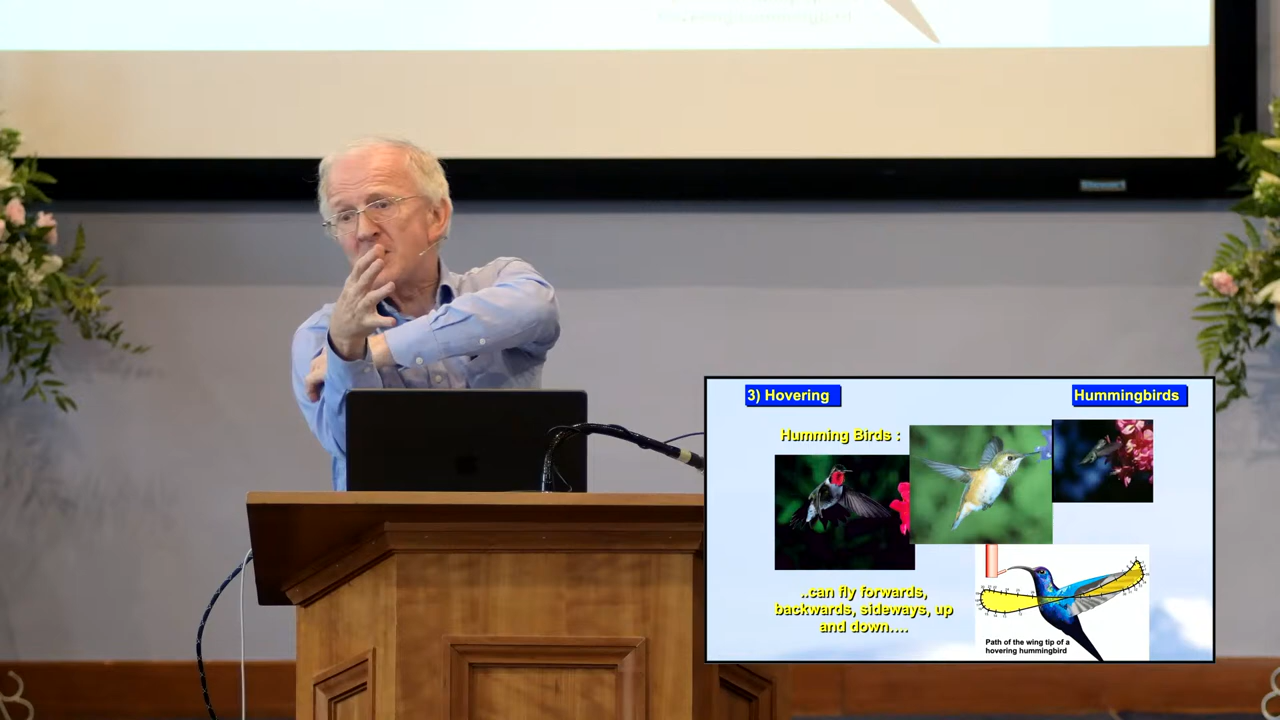 3) Hovering
Hummingbirds
Humming Birds :
..can fly forwards,
backwards, sideways, up
and down....
Path of the wing tip of a
hovering hummingbird